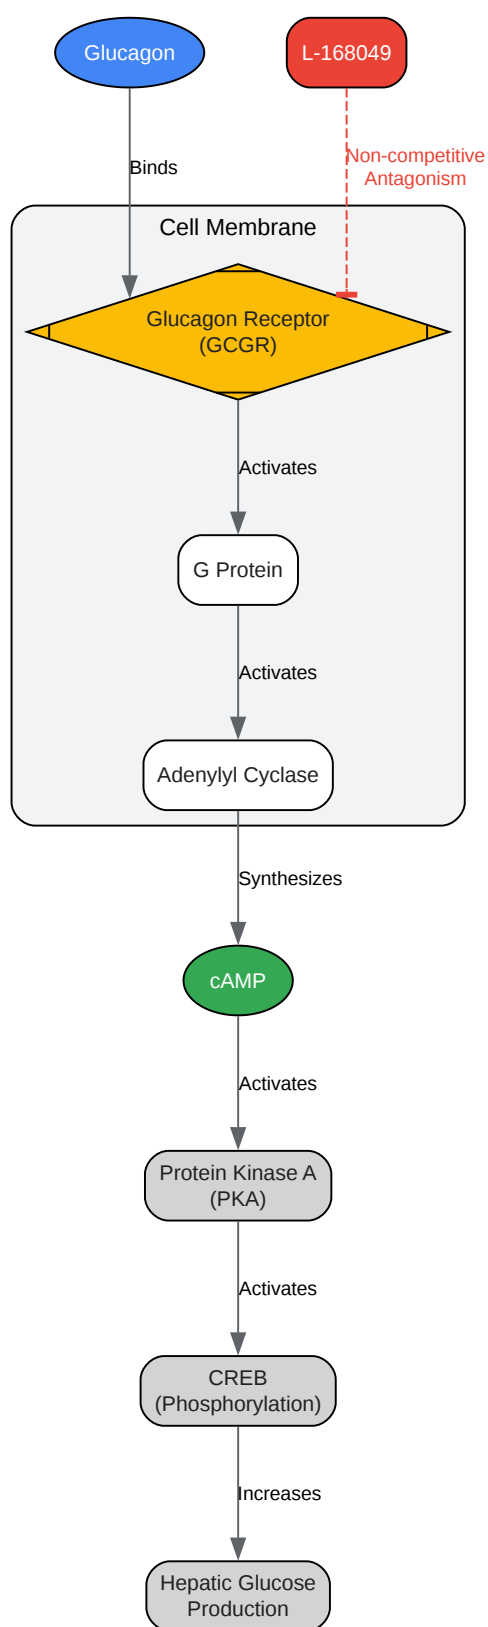 Glucagon
L-168049
Binds
Non-competitive
Antagonism
Cell Membrane
Glucagon Receptor
(GCGR)
Activates
G Protein
Activates
Adenylyl Cyclase
Synthesizes
cAMP
Activates
Protein Kinase A
(PKA)
Activates
CREB
(Phosphorylation)
Increases
Hepatic Glucose
Production